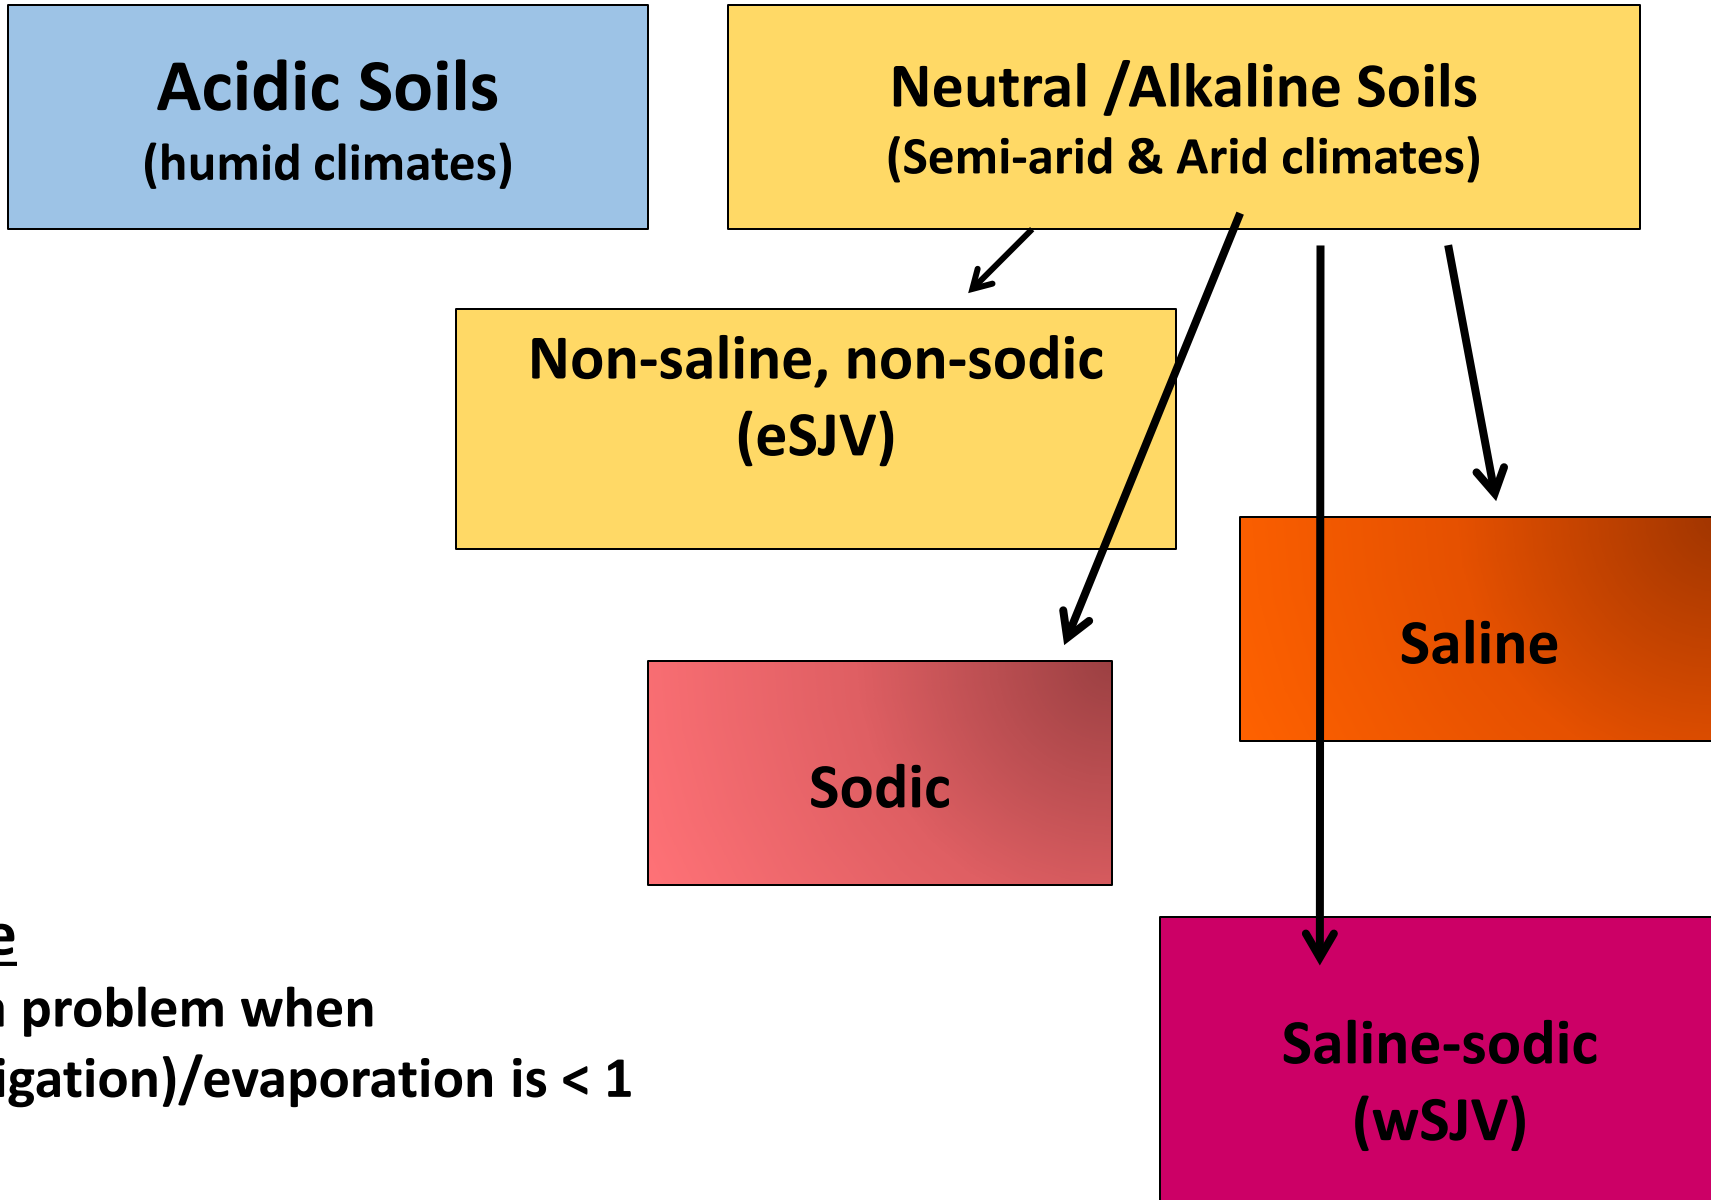 Acidic Soils
(humid climates)
Neutral /Alkaline Soils
(Semi-arid & Arid climates)
Non-saline, non-sodic
(eSJV)
Saline
Sodic
e
problem when
igation)/evaporation is < 1
Saline-sodic
(wSJV)